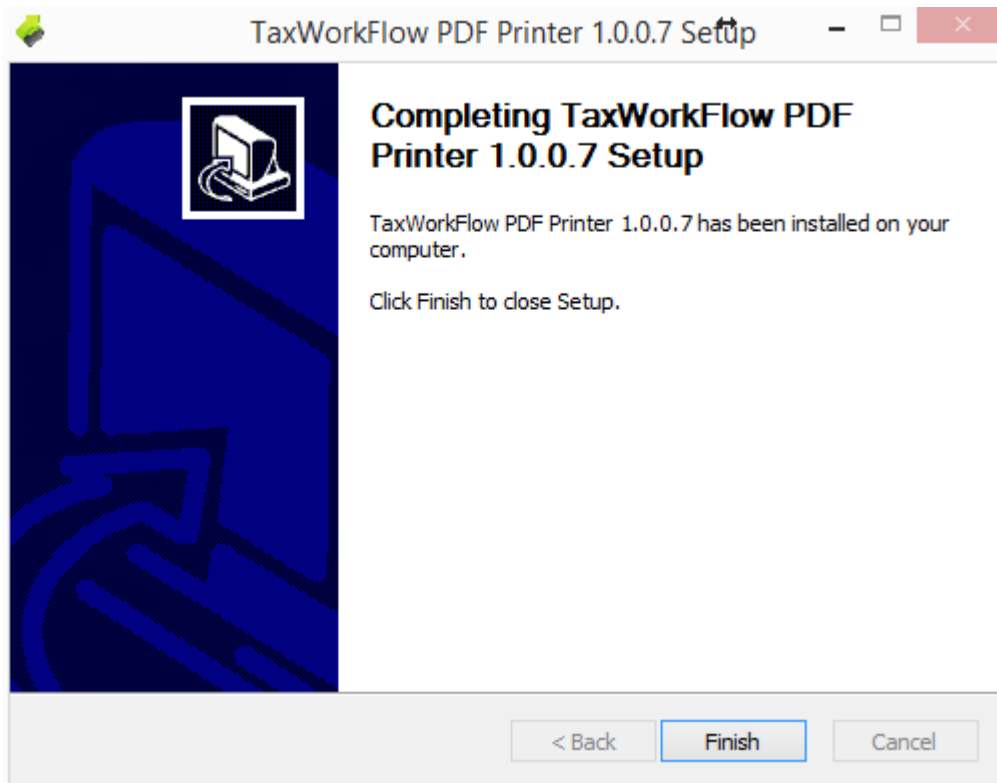 TaxWorkFlow PDF Printer 1.0.0.7 Setup
Completing TaxWorkFlow PDF
Printer 1.0.0.7 Setup
TaxWorkFlow PDF Printer 1.0.0.7 has been installed on your
computer.
Click Finish to close Setup.
< Back
Finish
Cancel